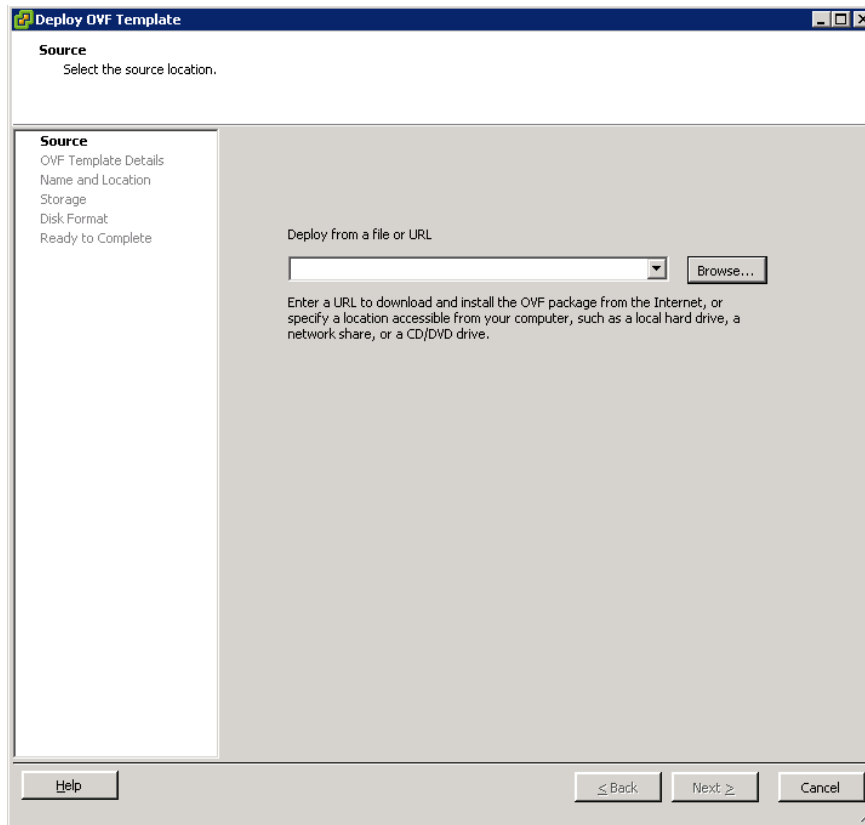 Deploy OVF Template
Source
Select the source location.
Source
OVF Template Details
Name and Location
Storage
Disk Format
Ready to Complete
Deploy from a file or URL
Browse...
Enter a URL to download and install the OVF package from the Internet, or
specify a location accessible from your computer, such as a local hard drive, a
network share, or a CD/DVD drive.
Help
≤ Back
Next ≥
Cancel